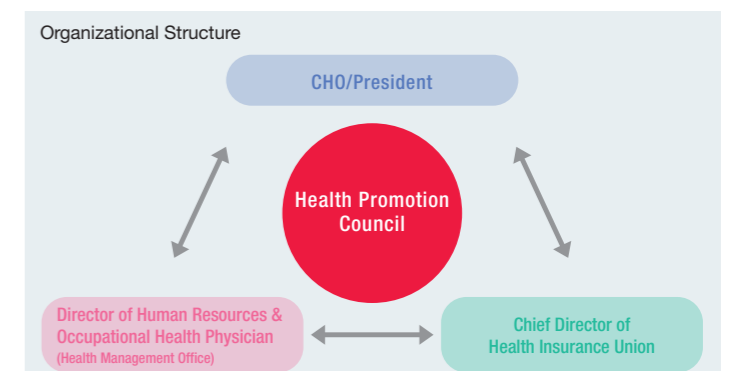 Organizational Structure
CHO/President
Health Promotion
Council
Director of Human Resources &
Occupational Health Physician
(Health Management Office)
Chief Director of
Health Insurance Union